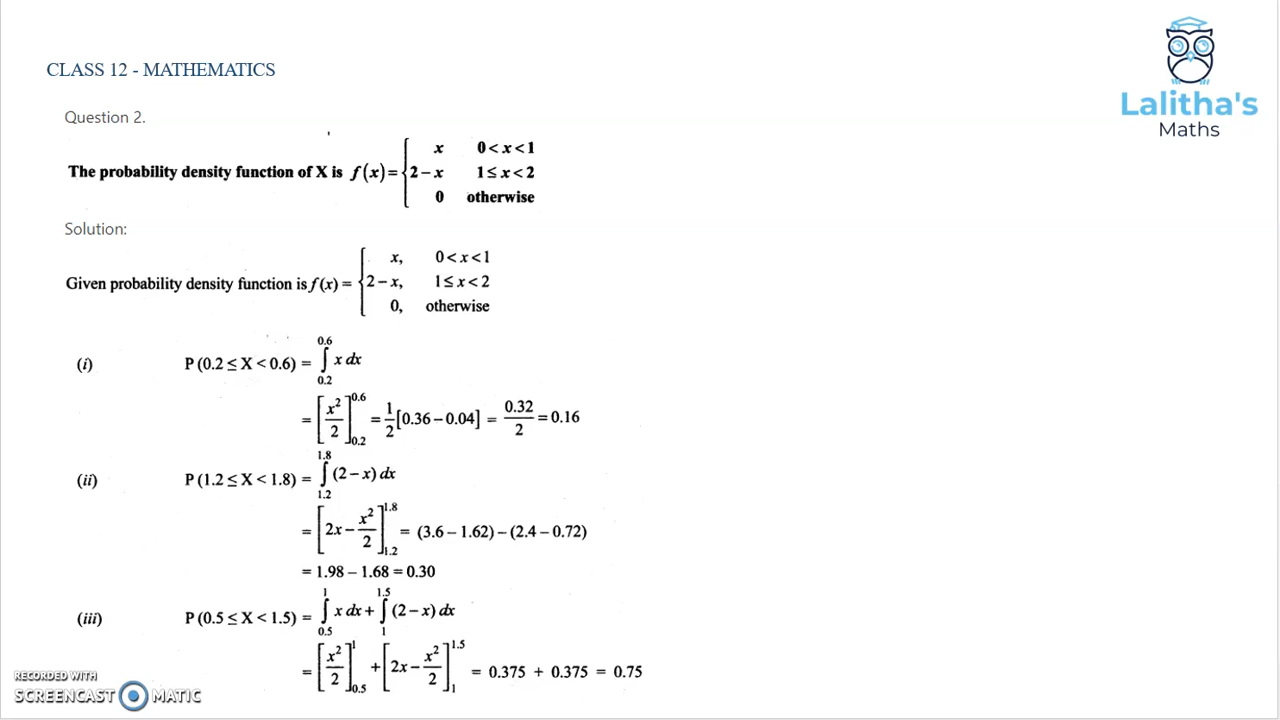 CLASS 12 - MATHEMATICS
Lalitha's
Maths
Question 2.
The probability density function of X is f(x) = { x 0<x<1
2-x 1≤x<2
0 otherwise
Solution:
Given probability density function is f(x) = { x, 0<x<1
2-x, 1≤x<2
0, otherwise
(i) P(0.2 ≤ X < 0.6) = ∫_{0.2}^{0.6} x dx
= [x²/2]_{0.2}^{0.6} = 1/2 [0.36 - 0.04] = 0.32/2 = 0.16
(ii) P(1.2 ≤ X < 1.8) = ∫_{1.2}^{1.8} (2-x) dx
= [2x - x²/2]_{1.2}^{1.8} = (3.6 - 1.62) - (2.4 - 0.72)
= 1.98 - 1.68 = 0.30
(iii) P(0.5 ≤ X < 1.5) = ∫_{0.5}^{1} x dx + ∫_{1}^{1.5} (2-x) dx
= [x²/2]_{0.5}^{1} + [2x - x²/2]_{1}^{1.5} = 0.375 + 0.375 = 0.75
RECORDED WITH
SCREENCAST MATIC